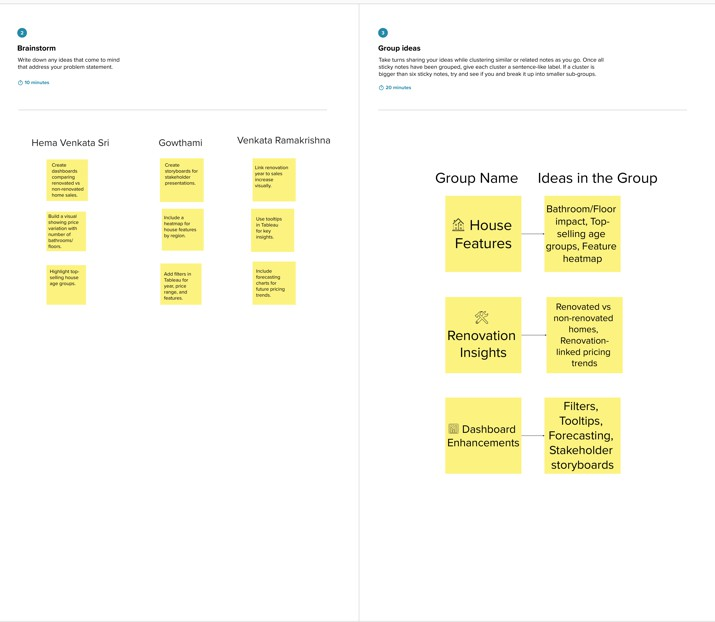 2
Brainstorm
Write down any ideas that come to mind
that address your problem statement.
10 minutes
Hema Venkata Sri
Gowthami
Venkata Ramakrishna
Create
dashboards
comparing
renovated vs
non-renovated
home sales.
Create
storyboards for
stakeholder
presentations.
Link renovation
year to sales
increase
visually.
Build a visual
showing price
variation with
number of
bathrooms/
floors.
Include a
heatmap for
house features
by region.
Use tooltips
in Tableau
for key
insights.
Highlight top-
selling house
age groups.
Add filters in
Tableau for
year, price
range, and
features.
Include
forecasting
charts for
future pricing
trends.
3
Group ideas
Take turns sharing your ideas while clustering similar or related notes as you go. Once all
sticky notes have been grouped, give each cluster a sentence-like label. If a cluster is
bigger than six sticky notes, try and see if you and break it up into smaller sub-groups.
20 minutes
Group Name
Ideas in the Group
House
Features
Bathroom/Floor
impact, Top-
selling age
groups, Feature
heatmap
Renovation
Insights
Renovated vs
non-renovated
homes,
Renovation-
linked pricing
trends
Dashboard
Enhancements
Filters,
Tooltips,
Forecasting,
Stakeholder
storyboards